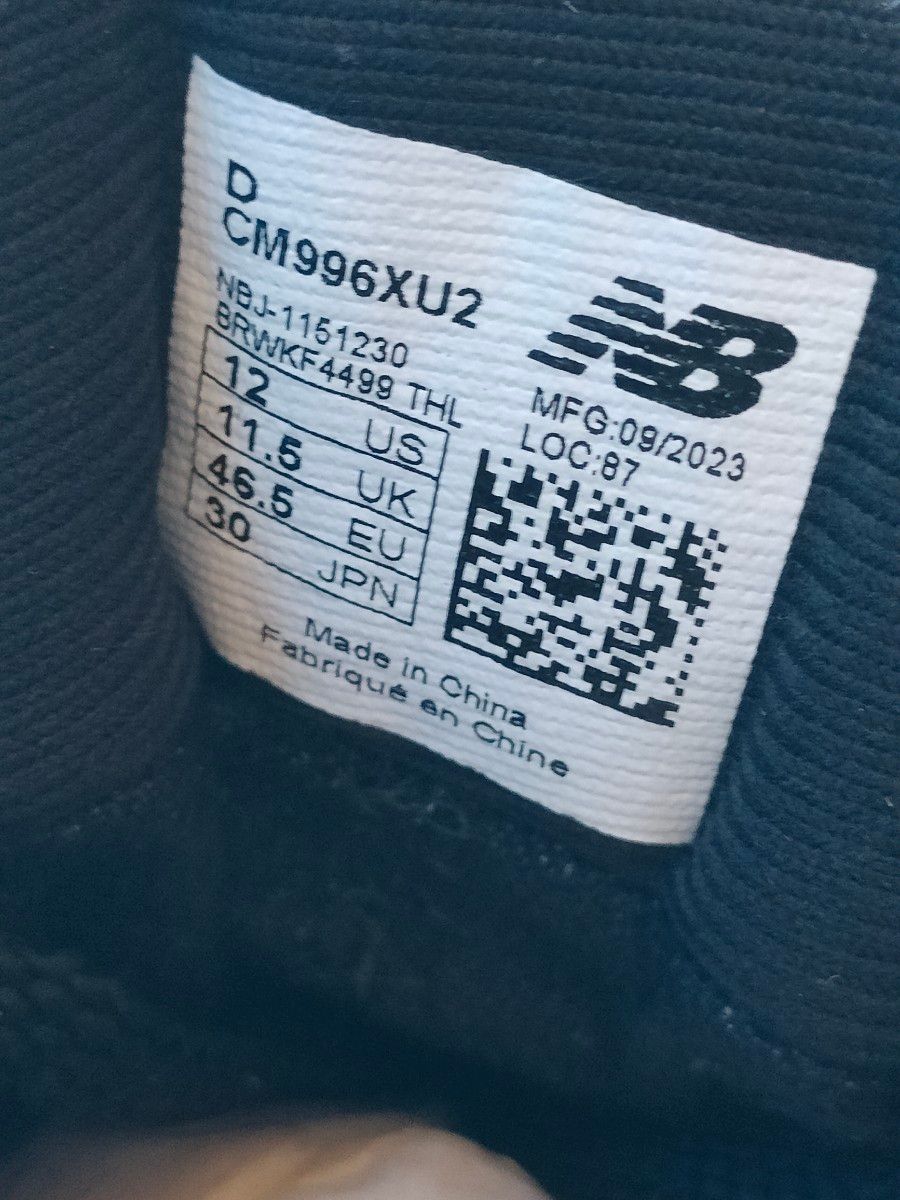 D
CM996XU2
NBJ-1151230
BRWKF4499 THL
12 US
11.5 UK
46.5 EU
30 JPN
NB
MFG:09/2023
LOC:87
Made in China
Fabriqué en Chine